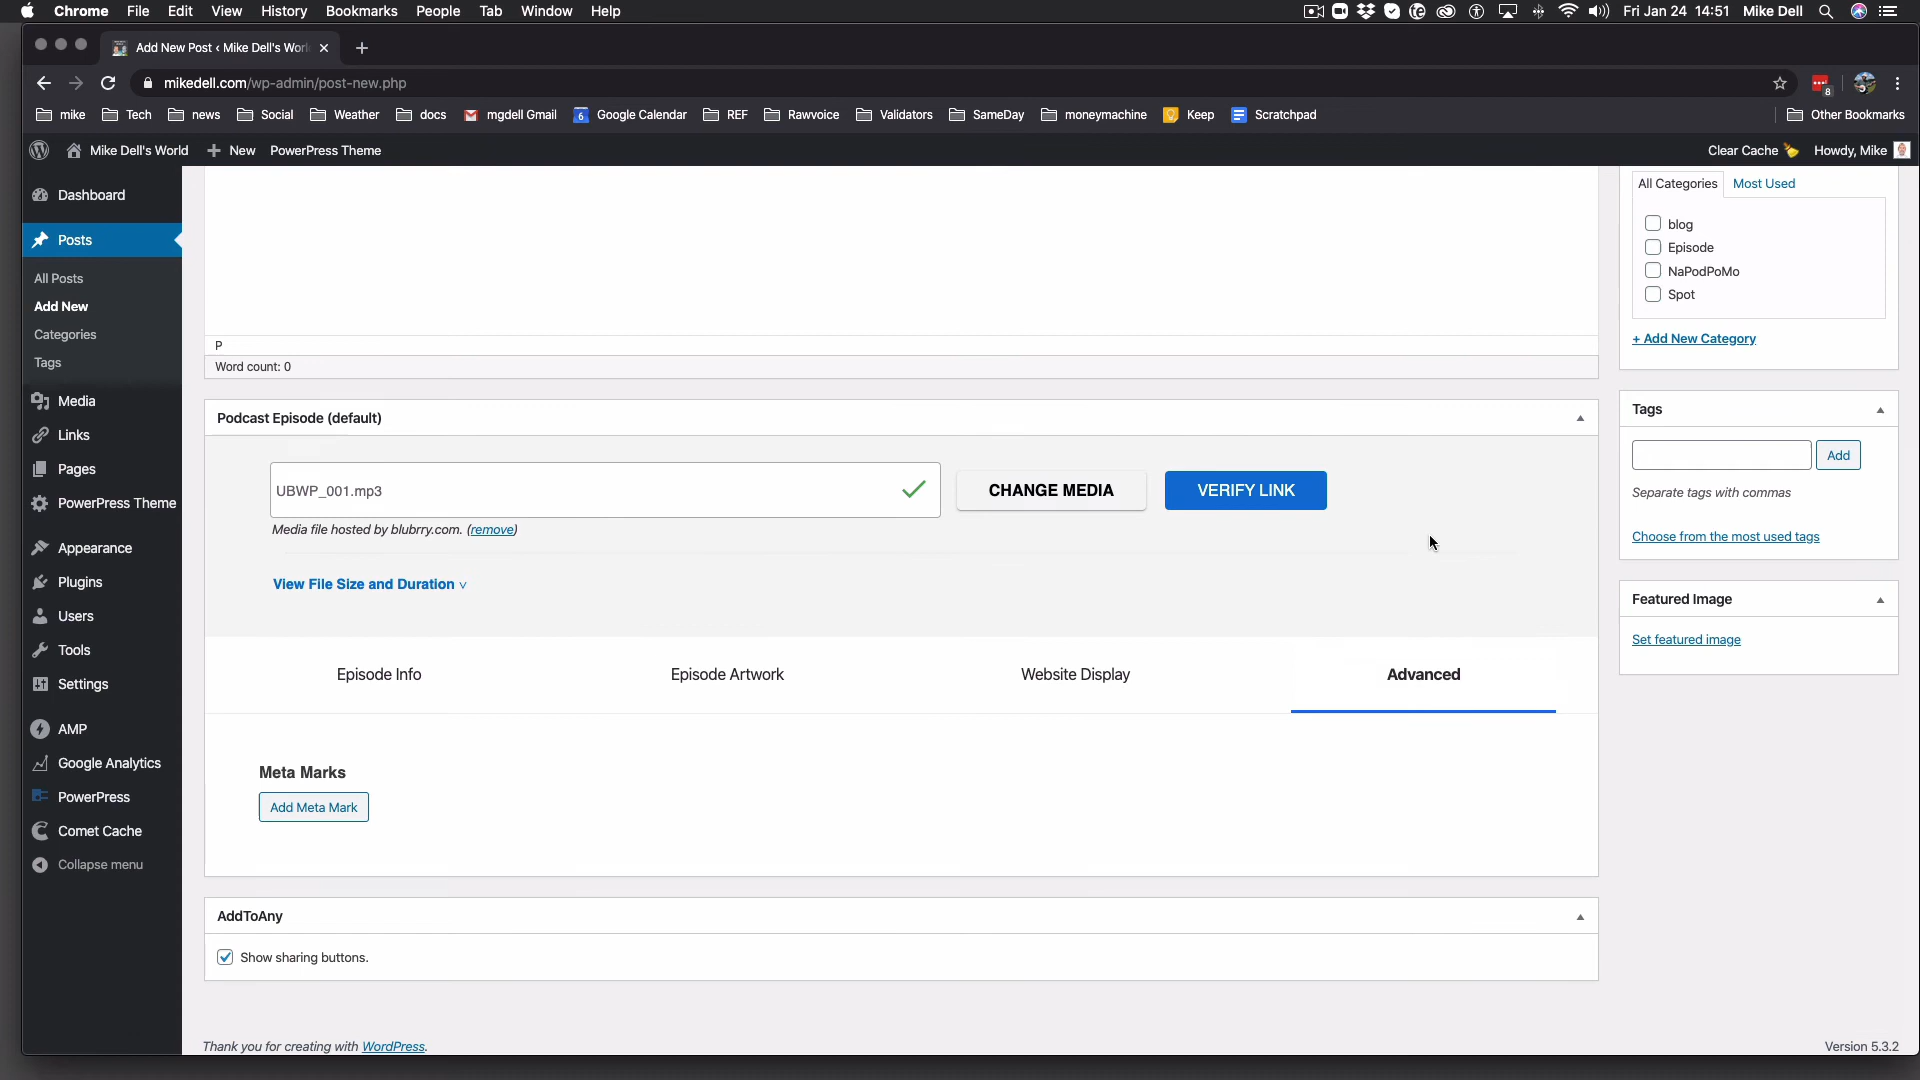 Chrome File Edit View History Bookmarks People Tab Window Help
Fri Jan 24 14:51 Mike Dell
Add New Post ‹ Mike Dell's Worl
mikedell.com/wp-admin/post-new.php
8
mike Tech news Social Weather docs mgdell Gmail 6 Google Calendar REF Rawvoice Validators SameDay moneymachine Keep Scratchpad Other Bookmarks
Mike Dell's World New PowerPress Theme Clear Cache Howdy, Mike
Dashboard
Posts
All Posts
Add New
Categories
Tags
Media
Links
Pages
PowerPress Theme
Appearance
Plugins
Users
Tools
Settings
AMP
Google Analytics
PowerPress
Comet Cache
Collapse menu
P
Word count: 0
Podcast Episode (default)
UBWP_001.mp3 CHANGE MEDIA VERIFY LINK
Media file hosted by blubrry.com. (remove)
View File Size and Duration
Episode Info Episode Artwork Website Display Advanced
Meta Marks
Add Meta Mark
AddToAny
Show sharing buttons.
Thank you for creating with WordPress.
Version 5.3.2
All Categories Most Used
blog
Episode
NaPodPoMo
Spot
+ Add New Category
Tags
Add
Separate tags with commas
Choose from the most used tags
Featured Image
Set featured image